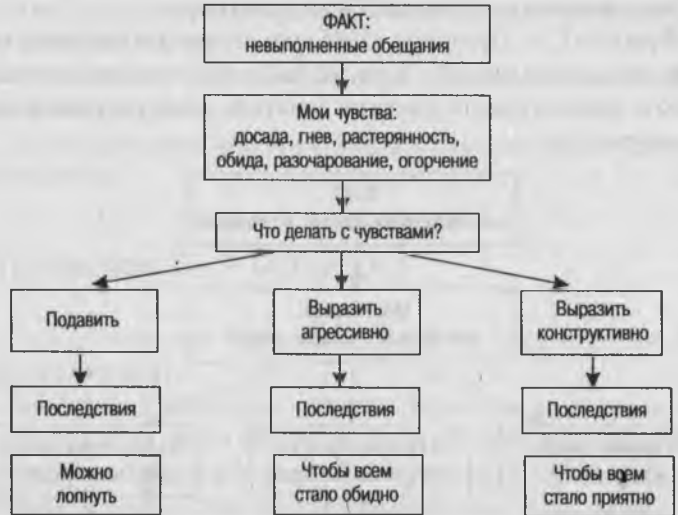 ФАКТ:
невыполненные обещания
Мои чувства:
досада, гнев, растерянность,
обида, разочарование, огорчение
Что делать с чувствами?
Подавить
Выразить
агрессивно
Выразить
конструктивно
Последствия
Последствия
Последствия
Можно
лопнуть
Чтобы всем
стало обидно
Чтобы всем
стало приятно